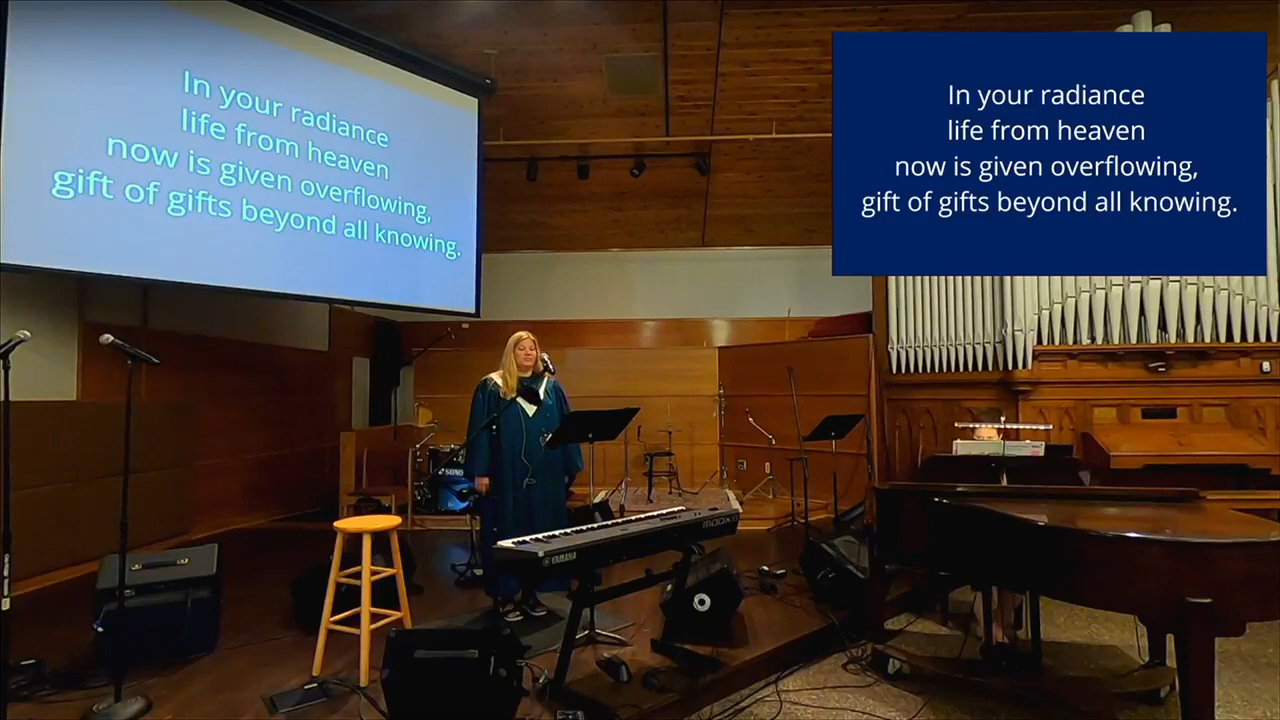 In your radiance
life from heaven
now is given overflowing,
gift of gifts beyond all knowing.
In your radiance
life from heaven
now is given overflowing,
gift of gifts beyond all knowing.
YAMAHA